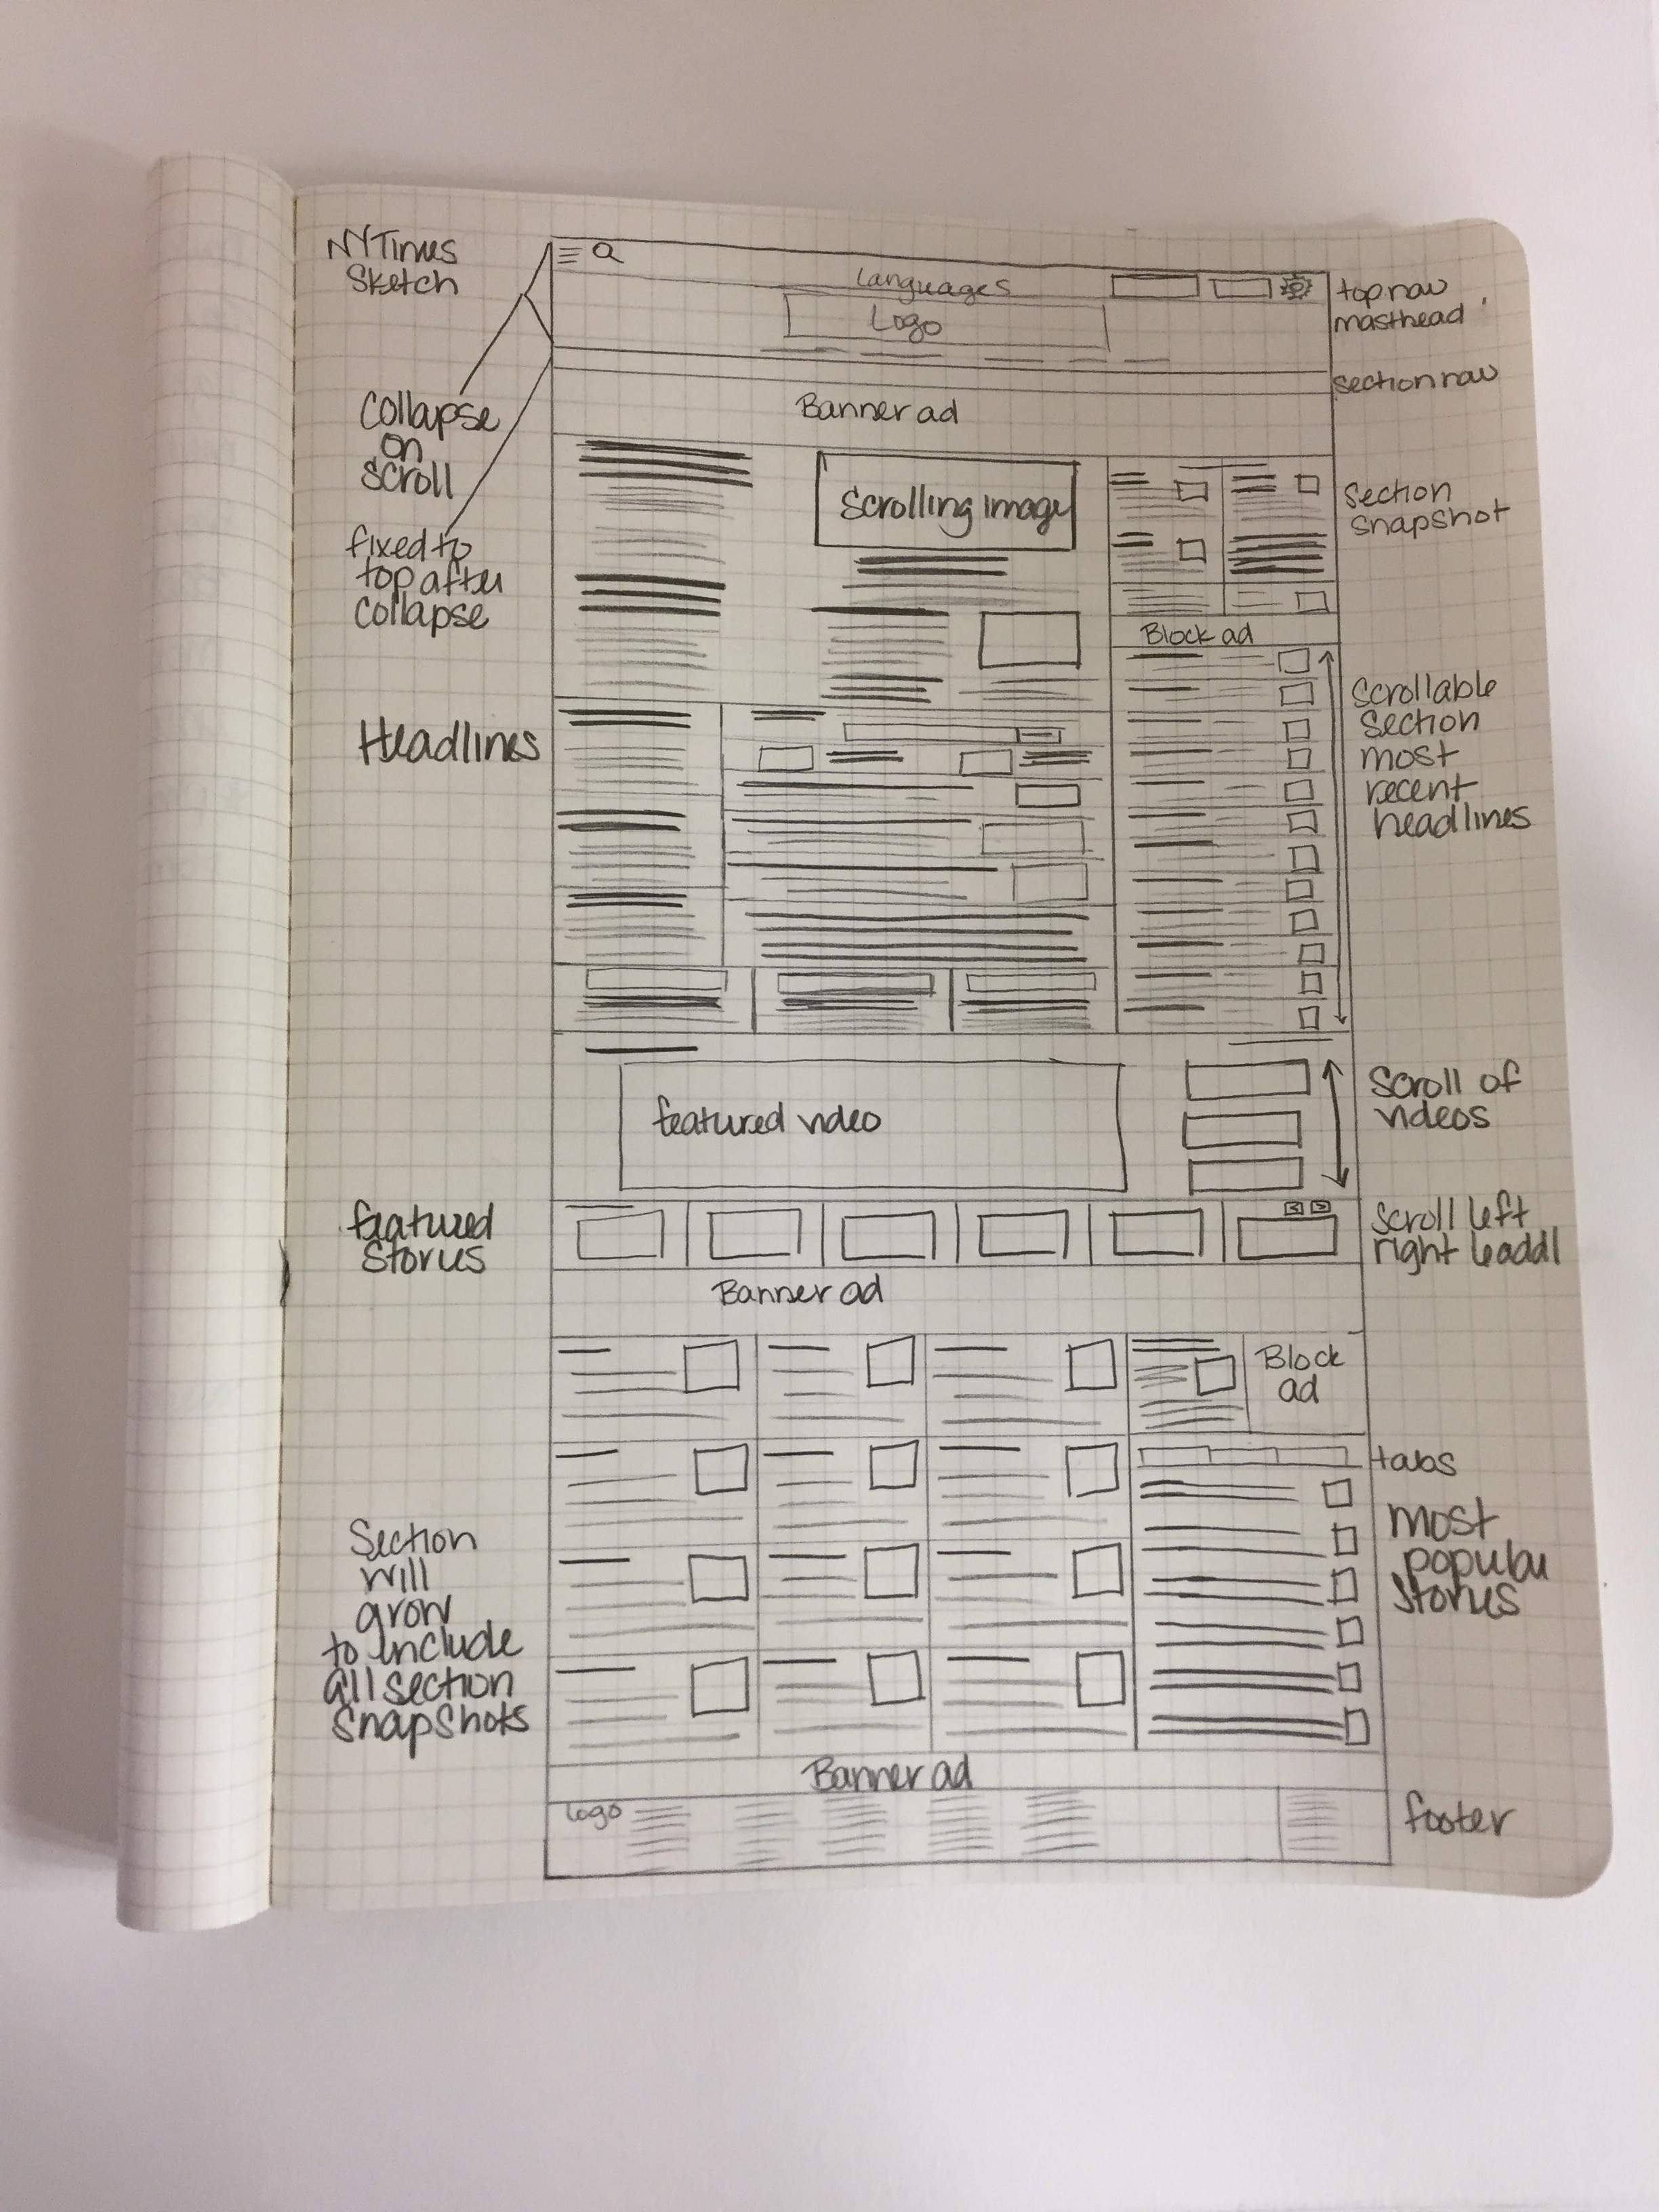 NYTimes
Sketch
Languages
Logo
top nav
masthead
section nav
Collapse
on
scroll
Banner ad
fixed to
top after
collapse
Scrolling image
Section
snapshot
Block ad
Headlines
Scrollable
section
most
recent
headlines
featured video
Scroll of
videos
featured
stories
< >
scroll left
right
Banner ad
Block
ad
tabs
most
popular
stories
Section
will
grow
to include
all section
snapshots
Banner ad
Logo
footer